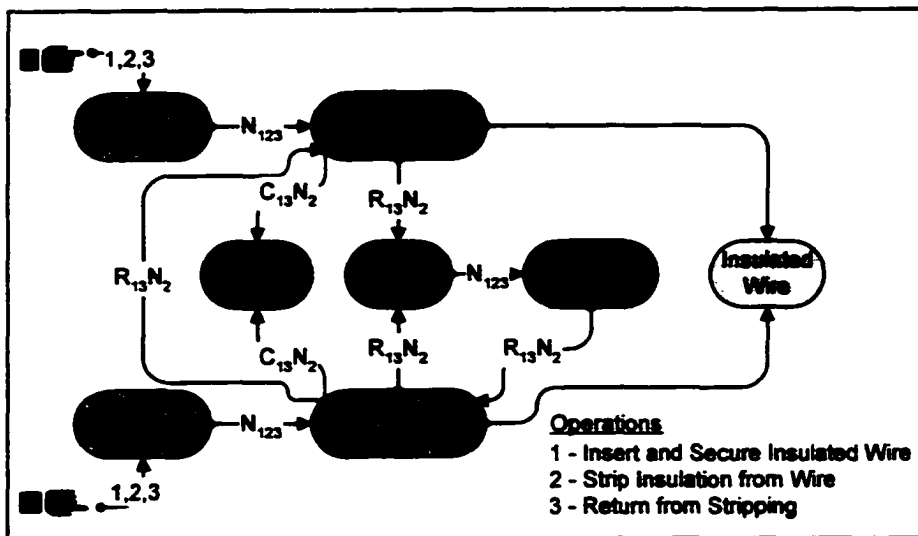 1,2,3
N₁₂₃
C₁₃N₂
R₁₃N₂
R₁₃N₂
N₁₂₃
Insulated
Wire
C₁₃N₂
R₁₃N₂
R₁₃N₂
N₁₂₃
1,2,3
Operations
1 - Insert and Secure Insulated Wire
2 - Strip Insulation from Wire
3 - Return from Stripping